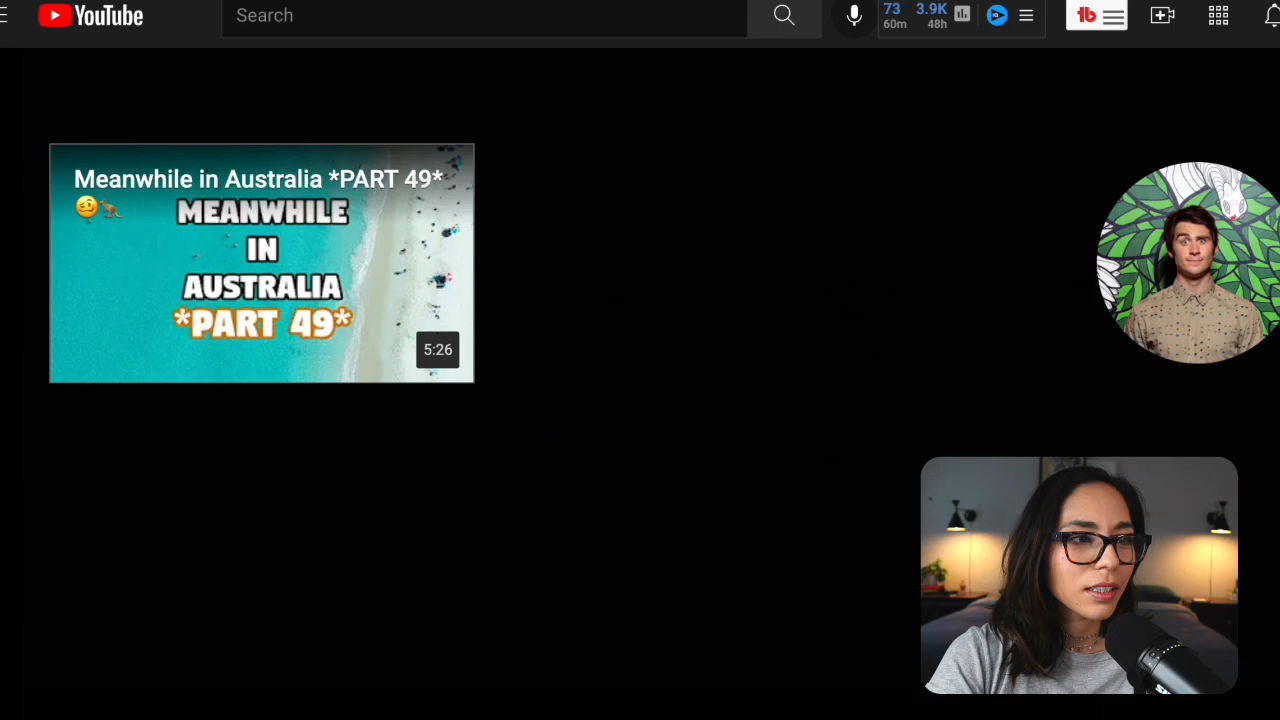 YouTube
Search
73 3.9K
60m 48h
tb
Meanwhile in Australia *PART 49*
🥴🦘
MEANWHILE
IN
AUSTRALIA
*PART 49*
5:26